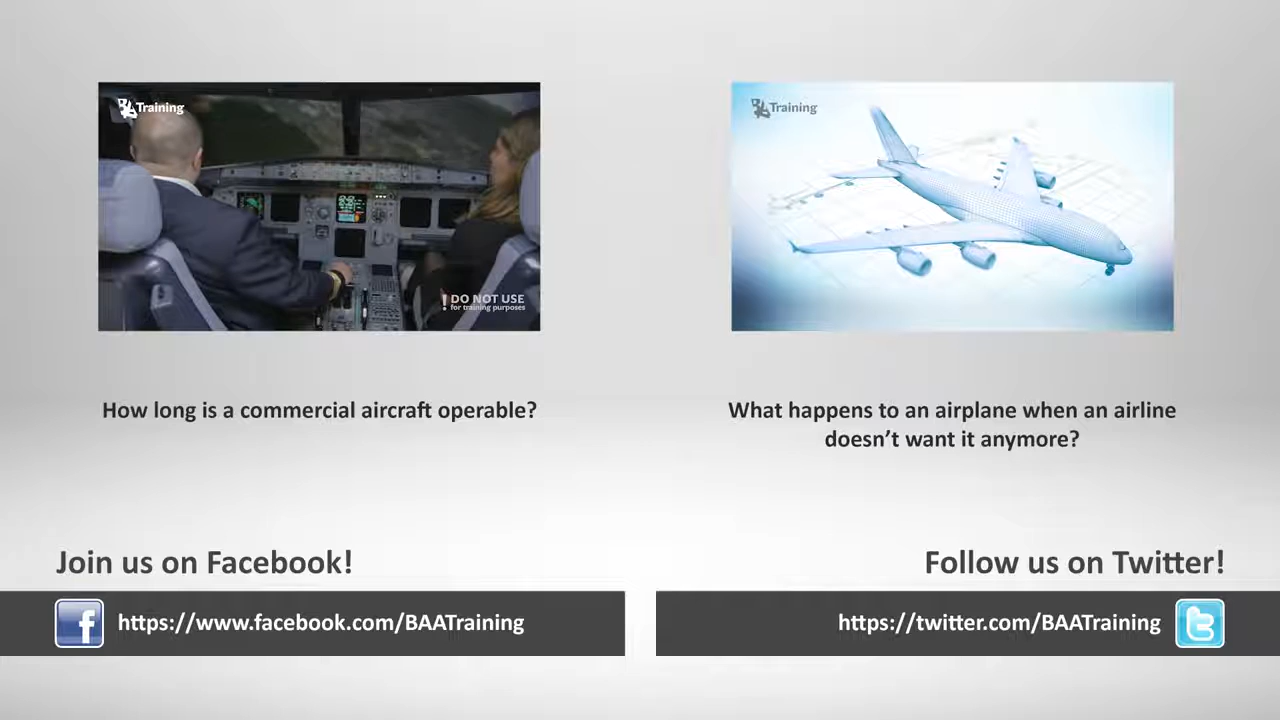 BAA Training
BAA Training
! DO NOT USE
for training purposes
How long is a commercial aircraft operable?
What happens to an airplane when an airline
doesn't want it anymore?
Join us on Facebook!
Follow us on Twitter!
f https://www.facebook.com/BAATraining
https://twitter.com/BAATraining t